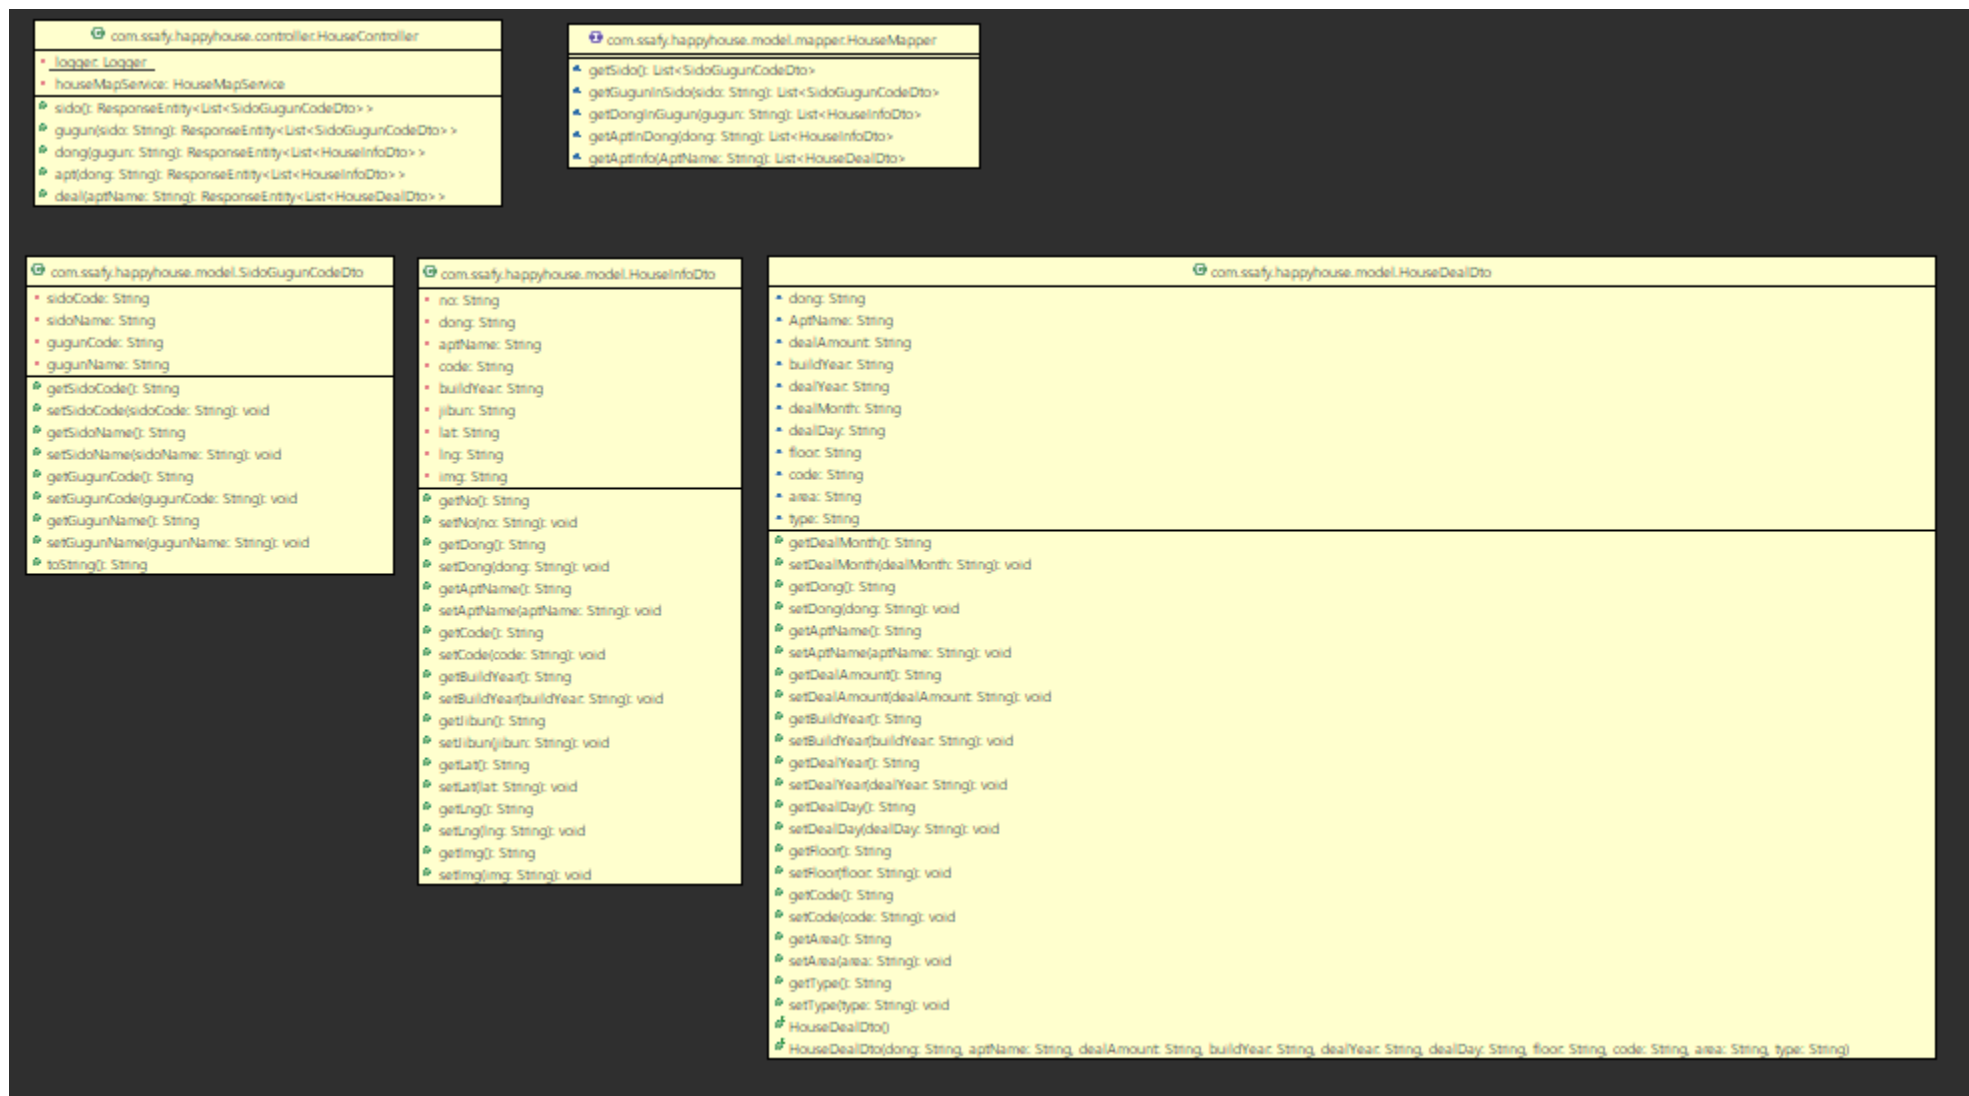 com.ssafy.happyhouse.controller.HouseController
logger: Logger
houseMapService: HouseMapService
sido(): ResponseEntity<List<SidoGugunCodeDto>>
gugun(sido: String): ResponseEntity<List<SidoGugunCodeDto>>
dong(gugun: String): ResponseEntity<List<HouseInfoDto>>
apt(dong: String): ResponseEntity<List<HouseInfoDto>>
deal(aptName: String): ResponseEntity<List<HouseDealDto>>
com.ssafy.happyhouse.model.mapper.HouseMapper
getSido(): List<SidoGugunCodeDto>
getGugunInSido(sido: String): List<SidoGugunCodeDto>
getDongInGugun(gugun: String): List<HouseInfoDto>
getAptInDong(dong: String): List<HouseInfoDto>
getAptInfo(AptName: String): List<HouseDealDto>
com.ssafy.happyhouse.model.SidoGugunCodeDto
sidoCode: String
sidoName: String
gugunCode: String
gugunName: String
getSidoCode(): String
setSidoCode(sidoCode: String): void
getSidoName(): String
setSidoName(sidoName: String): void
getGugunCode(): String
setGugunCode(gugunCode: String): void
getGugunName(): String
setGugunName(gugunName: String): void
toString(): String
com.ssafy.happyhouse.model.HouseInfoDto
no: String
dong: String
aptName: String
code: String
buildYear: String
jibun: String
lat: String
lng: String
img: String
getNo(): String
setNo(no: String): void
getDong(): String
setDong(dong: String): void
getAptName(): String
setAptName(aptName: String): void
getCode(): String
setCode(code: String): void
getBuildYear(): String
setBuildYear(buildYear: String): void
getJibun(): String
setJibun(jibun: String): void
getLat(): String
setLat(lat: String): void
getLng(): String
setLng(lng: String): void
getImg(): String
setImg(img: String): void
com.ssafy.happyhouse.model.HouseDealDto
dong: String
AptName: String
dealAmount: String
buildYear: String
dealYear: String
dealMonth: String
dealDay: String
floor: String
code: String
area: String
type: String
getDealMonth(): String
setDealMonth(dealMonth: String): void
getDong(): String
setDong(dong: String): void
getAptName(): String
setAptName(aptName: String): void
getDealAmount(): String
setDealAmount(dealAmount: String): void
getBuildYear(): String
setBuildYear(buildYear: String): void
getDealYear(): String
setDealYear(dealYear: String): void
getDealDay(): String
setDealDay(dealDay: String): void
getFloor(): String
setFloor(floor: String): void
getCode(): String
setCode(code: String): void
getArea(): String
setArea(area: String): void
getType(): String
setType(type: String): void
HouseDealDto()
HouseDealDto(dong: String, aptName: String, dealAmount: String, buildYear: String, dealYear: String, dealDay: String, floor: String, code: String, area: String, type: String)